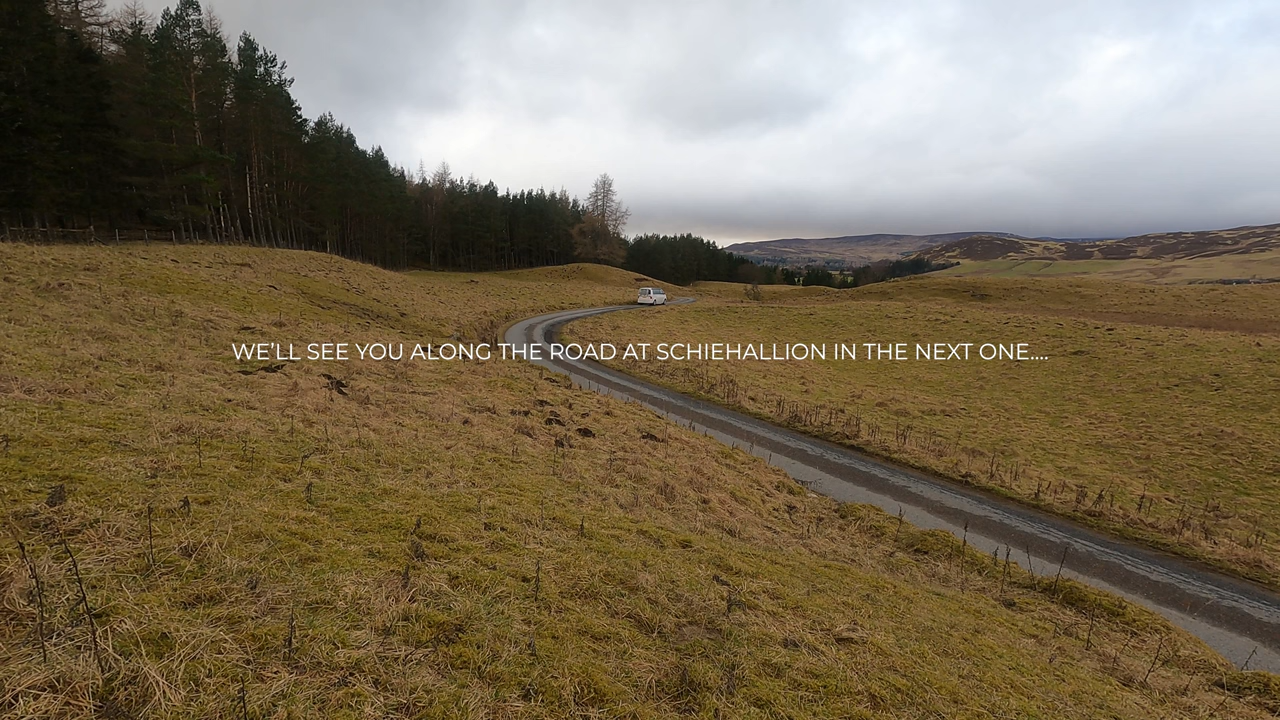 WE’LL SEE YOU ALONG THE ROAD AT SCHIEHALLION IN THE NEXT ONE....